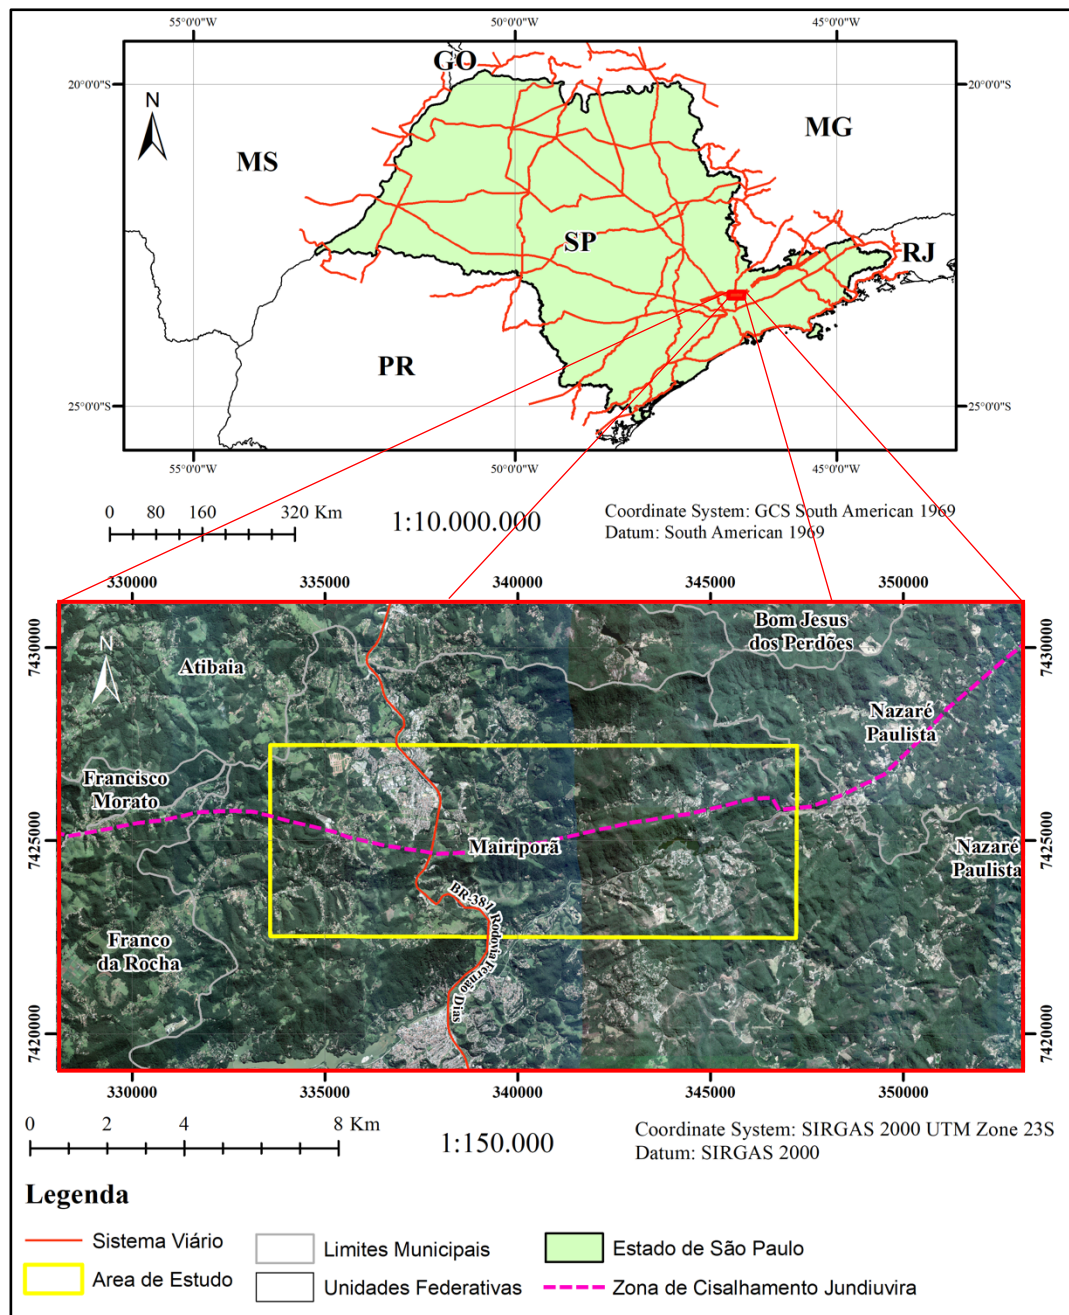 55°0'0"W
50°0'0"W
45°0'0"W
20°0'0"S
20°0'0"S
N
GO
MG
MS
SP
RJ
PR
25°0'0"S
25°0'0"S
55°0'0"W
50°0'0"W
45°0'0"W
0 80 160 320 Km
1:10.000.000
Coordinate System: GCS South American 1969
Datum: South American 1969
330000 335000 340000 345000 350000
7430000
7430000
N
Atibaia
Bom Jesus
dos Perdões
Nazaré
Paulista
Francisco
Morato
7425000
7425000
Mairiporã
Nazaré
Paulista
BR-381 Rodovia Fernão Dias
Franco
da Rocha
7420000
7420000
330000 335000 340000 345000 350000
0 2 4 8 Km
1:150.000
Coordinate System: SIRGAS 2000 UTM Zone 23S
Datum: SIRGAS 2000
Legenda
Sistema Viário
Limites Municipais
Estado de São Paulo
Area de Estudo
Unidades Federativas
Zona de Cisalhamento Jundiuvira